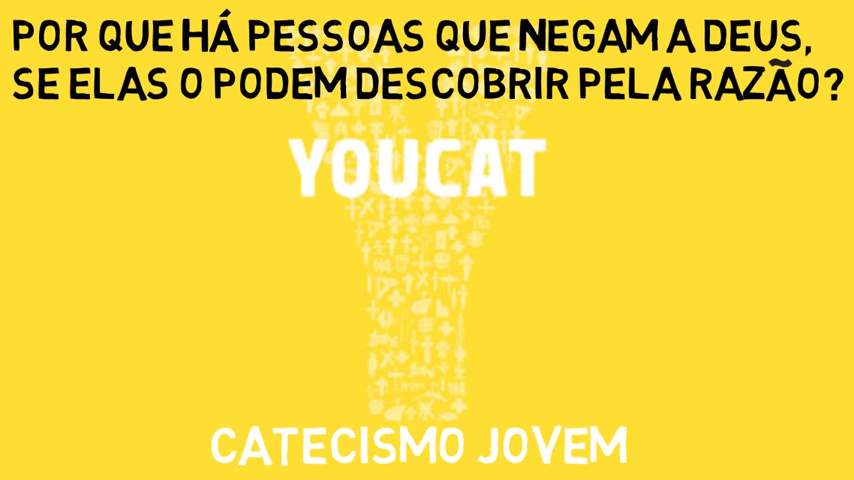 POR QUE HÁ PESSOAS QUE NEGAM A DEUS,
SE ELAS O PODEM DESCOBRIR PELA RAZÃO?
YOUCAT
CATECISMO JOVEM